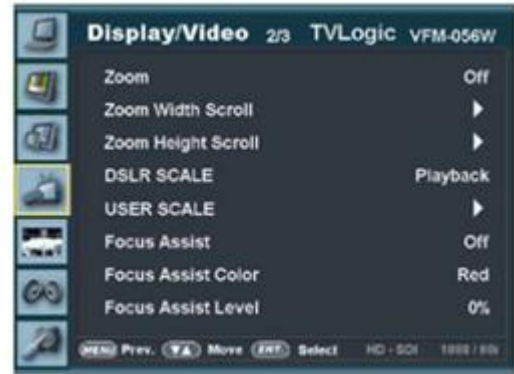 Display/Video 2/3 TVLogic VFM-056W
Zoom Off
Zoom Width Scroll
Zoom Height Scroll
DSLR SCALE Playback
USER SCALE
Focus Assist Off
Focus Assist Color Red
Focus Assist Level 0%
MENU Prev. Move ENT. Select HD - SDI